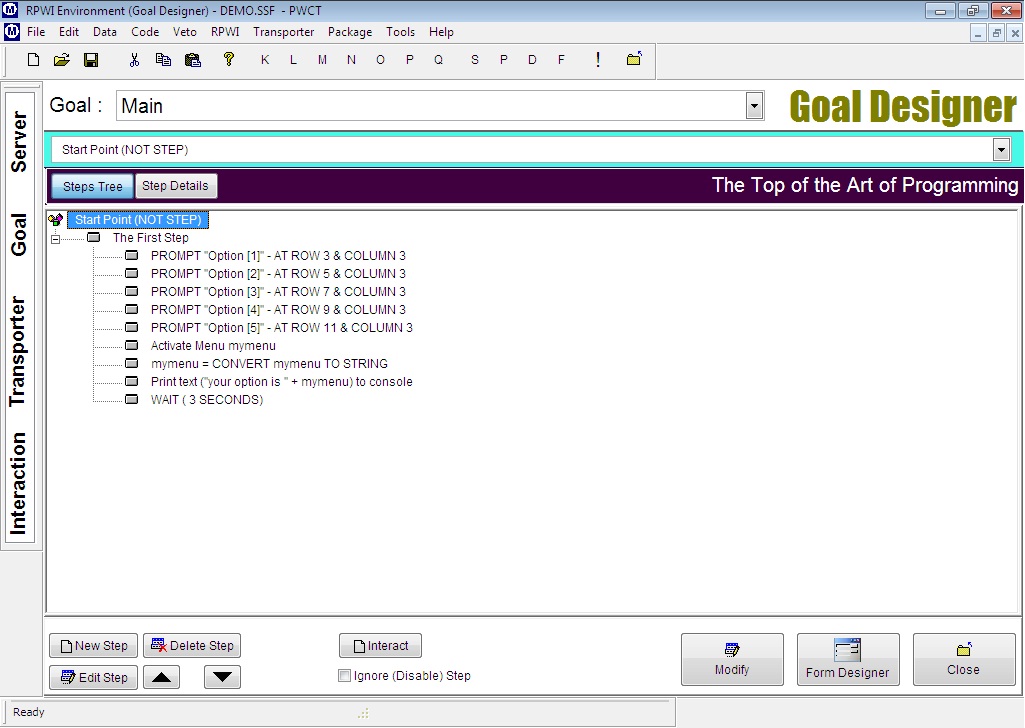 RPWI Environment (Goal Designer) - DEMO.SSF - PWCT
File Edit Data Code Veto RPWI Transporter Package Tools Help
K L M N O P Q S P D F !
Goal : Main
Goal Designer
Server
Goal
Transporter
Interaction
Start Point (NOT STEP)
Steps Tree Step Details
The Top of the Art of Programming
Start Point (NOT STEP)
The First Step
PROMPT "Option [1]" - AT ROW 3 & COLUMN 3
PROMPT "Option [2]" - AT ROW 5 & COLUMN 3
PROMPT "Option [3]" - AT ROW 7 & COLUMN 3
PROMPT "Option [4]" - AT ROW 9 & COLUMN 3
PROMPT "Option [5]" - AT ROW 11 & COLUMN 3
Activate Menu mymenu
mymenu = CONVERT mymenu TO STRING
Print text ("your option is " + mymenu) to console
WAIT ( 3 SECONDS)
New Step Delete Step Interact
Edit Step Ignore (Disable) Step
Modify Form Designer Close
Ready